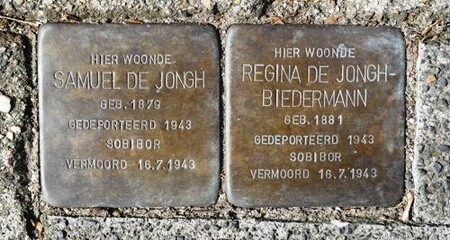 HIER WOONDE
SAMUEL DE JONGH
GEB. 1879
GEDEPORTEERD 1943
SOBIBOR
VERMOORD 16.7.1943
HIER WOONDE
REGINA DE JONGH-
BIEDERMANN
GEB. 1881
GEDEPORTEERD 1943
SOBIBOR
VERMOORD 16.7.1943